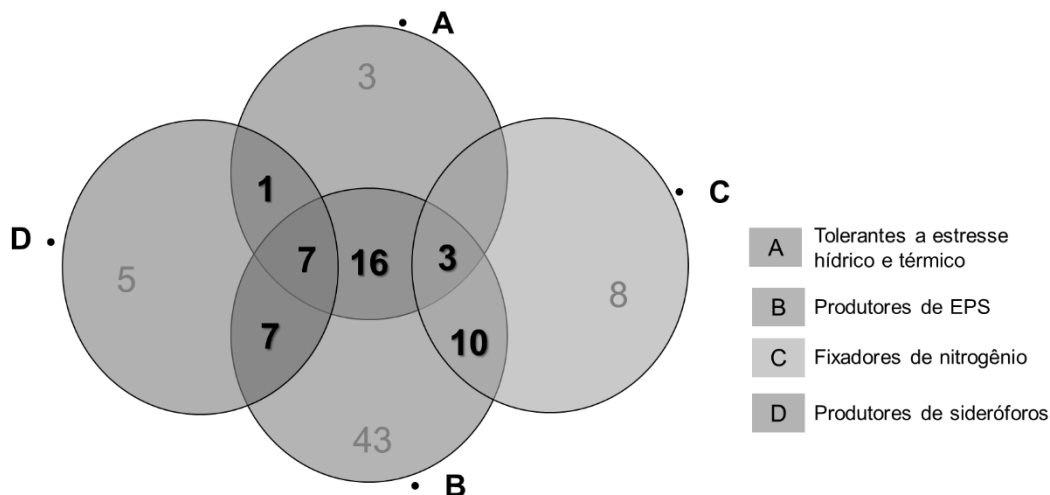 A
3
C
1
D
7
16
3
5
8
7
10
43
B
A Tolerantes a estresse
hídrico e térmico
B Produtores de EPS
C Fixadores de nitrogênio
D Produtores de sideróforos